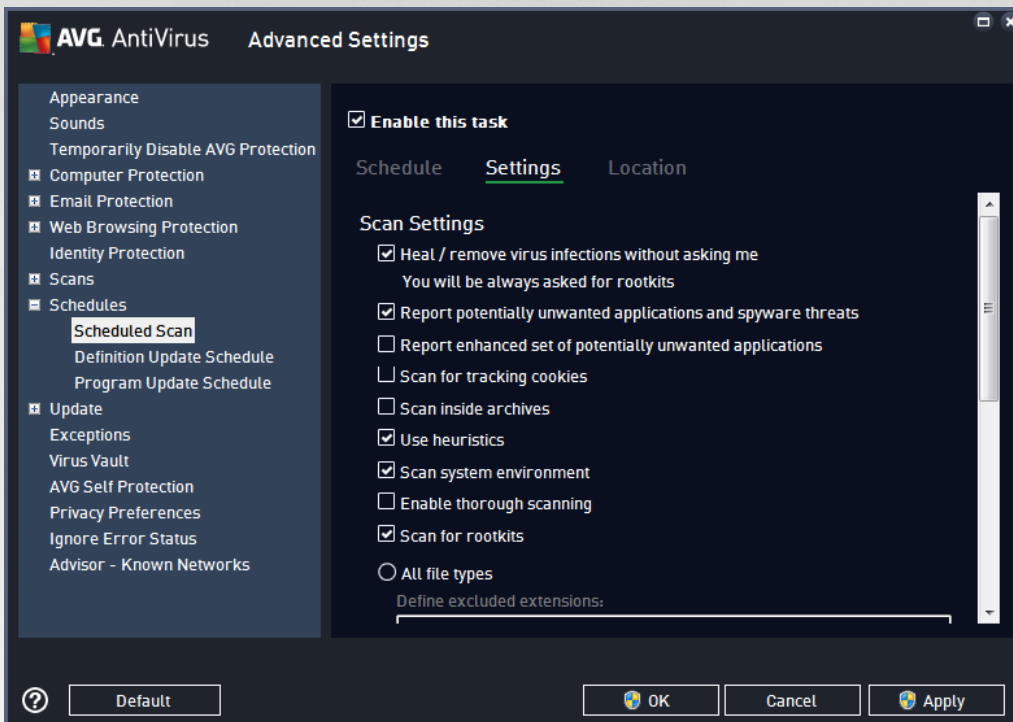 AVG. AntiVirus Advanced Settings
Appearance
Sounds
Temporarily Disable AVG Protection
Computer Protection
Email Protection
Web Browsing Protection
Identity Protection
Scans
Schedules
Scheduled Scan
Definition Update Schedule
Program Update Schedule
Update
Exceptions
Virus Vault
AVG Self Protection
Privacy Preferences
Ignore Error Status
Advisor - Known Networks
Enable this task
Schedule Settings Location
Scan Settings
Heal / remove virus infections without asking me
You will be always asked for rootkits
Report potentially unwanted applications and spyware threats
Report enhanced set of potentially unwanted applications
Scan for tracking cookies
Scan inside archives
Use heuristics
Scan system environment
Enable thorough scanning
Scan for rootkits
All file types
Define excluded extensions:
? Default OK Cancel Apply